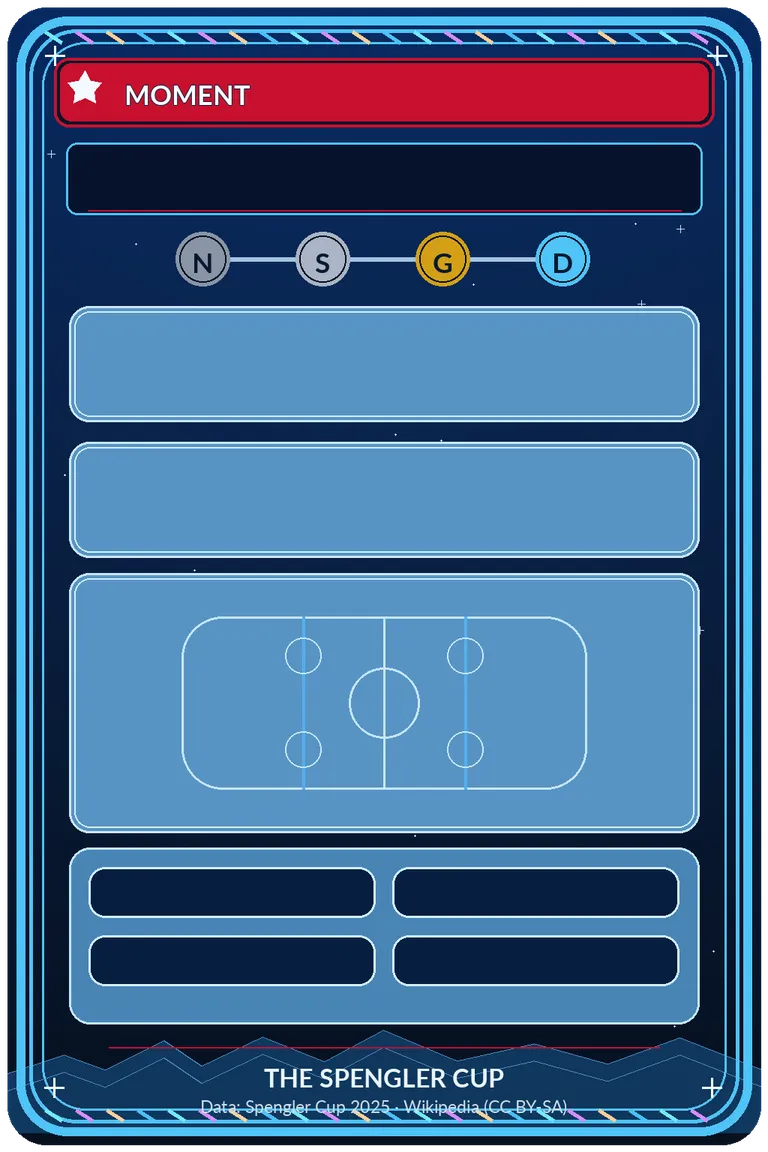 MOMENT
N S G D
THE SPENGLER CUP
Data: Spengler Cup 2025 · Wikipedia (CC BY-SA)